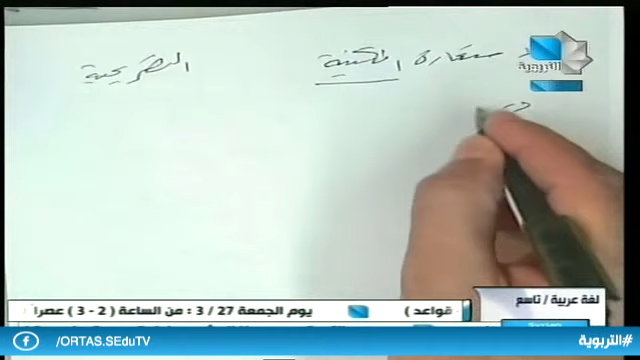 التربوية
استعارة المكنية التصريحية
لغة عربية / تاسع
قواعد ) يوم الجمعة 27 / 3 : من الساعة ( 2 - 3 ) عصراً
#التربوية
/ORTAS.SEduTV